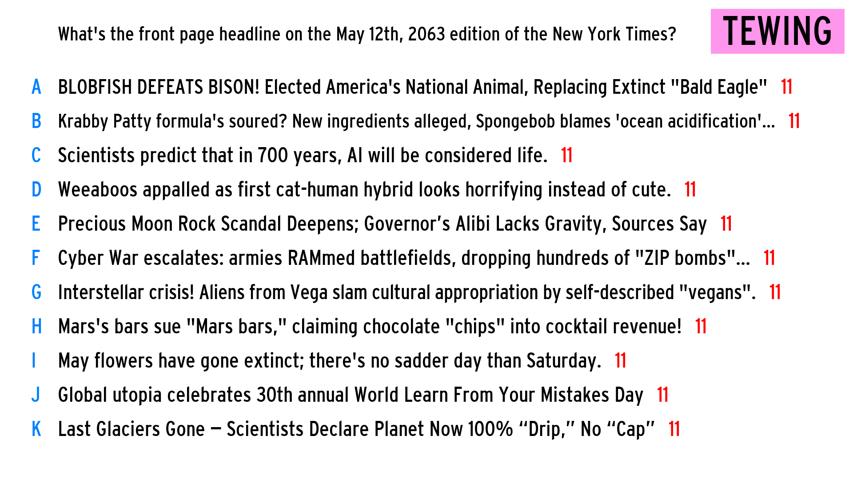 What's the front page headline on the May 12th, 2063 edition of the New York Times?
TEWING
A BLOBFISH DEFEATS BISON! Elected America's National Animal, Replacing Extinct "Bald Eagle" 11
B Krabby Patty formula's soured? New ingredients alleged, Spongebob blames 'ocean acidification'... 11
C Scientists predict that in 700 years, AI will be considered life. 11
D Weeaboos appalled as first cat-human hybrid looks horrifying instead of cute. 11
E Precious Moon Rock Scandal Deepens; Governor’s Alibi Lacks Gravity, Sources Say 11
F Cyber War escalates: armies RAMmed battlefields, dropping hundreds of "ZIP bombs"... 11
G Interstellar crisis! Aliens from Vega slam cultural appropriation by self-described "vegans". 11
H Mars's bars sue "Mars bars," claiming chocolate "chips" into cocktail revenue! 11
I May flowers have gone extinct; there's no sadder day than Saturday. 11
J Global utopia celebrates 30th annual World Learn From Your Mistakes Day 11
K Last Glaciers Gone – Scientists Declare Planet Now 100% “Drip,” No “Cap” 11